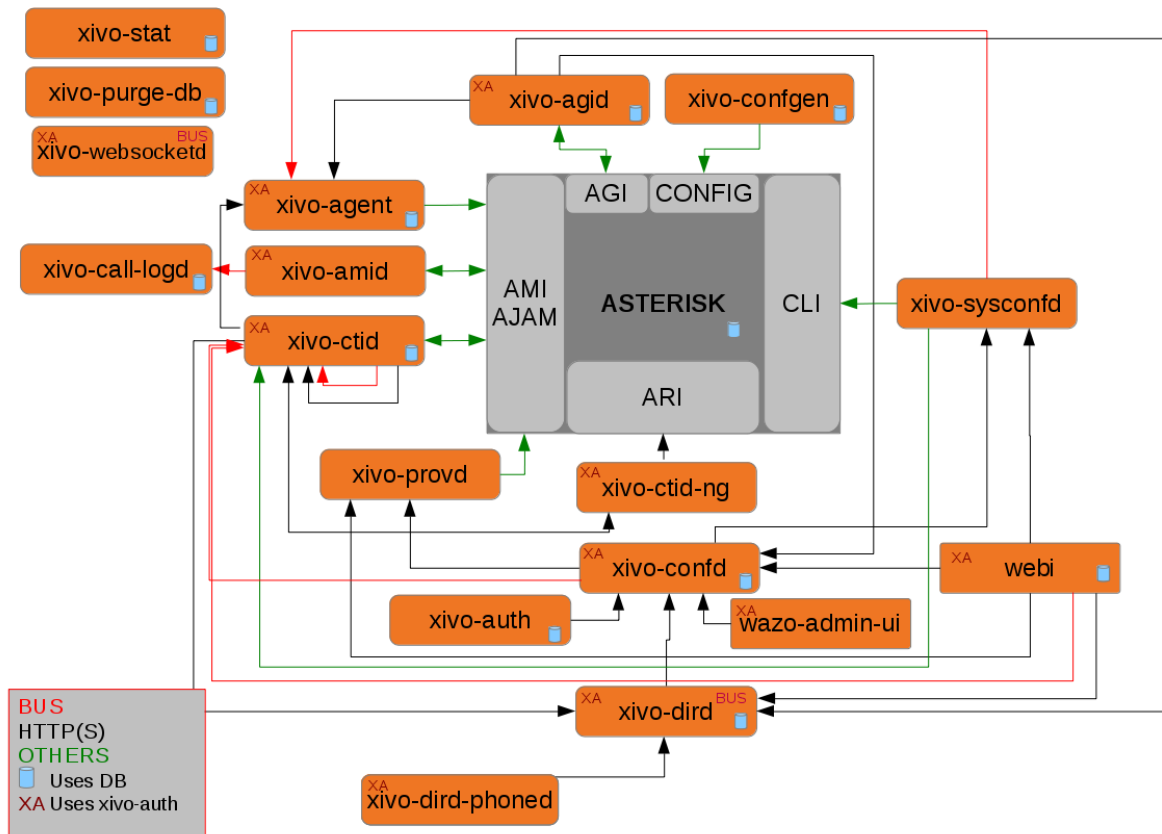 xivo-stat
xivo-purge-db
XA BUS
xivo-websocketd
XA
xivo-agid
xivo-confgen
AGI
CONFIG
XA
xivo-agent
xivo-call-logd
XA
xivo-amid
AMI
AJAM
ASTERISK
CLI
xivo-sysconfd
XA
xivo-ctid
ARI
xivo-provd
XA
xivo-ctid-ng
XA
xivo-confd
XA
webi
xivo-auth
XA
wazo-admin-ui
XA BUS
xivo-dird
XA
xivo-dird-phoned
BUS
HTTP(S)
OTHERS
Uses DB
XA Uses xivo-auth